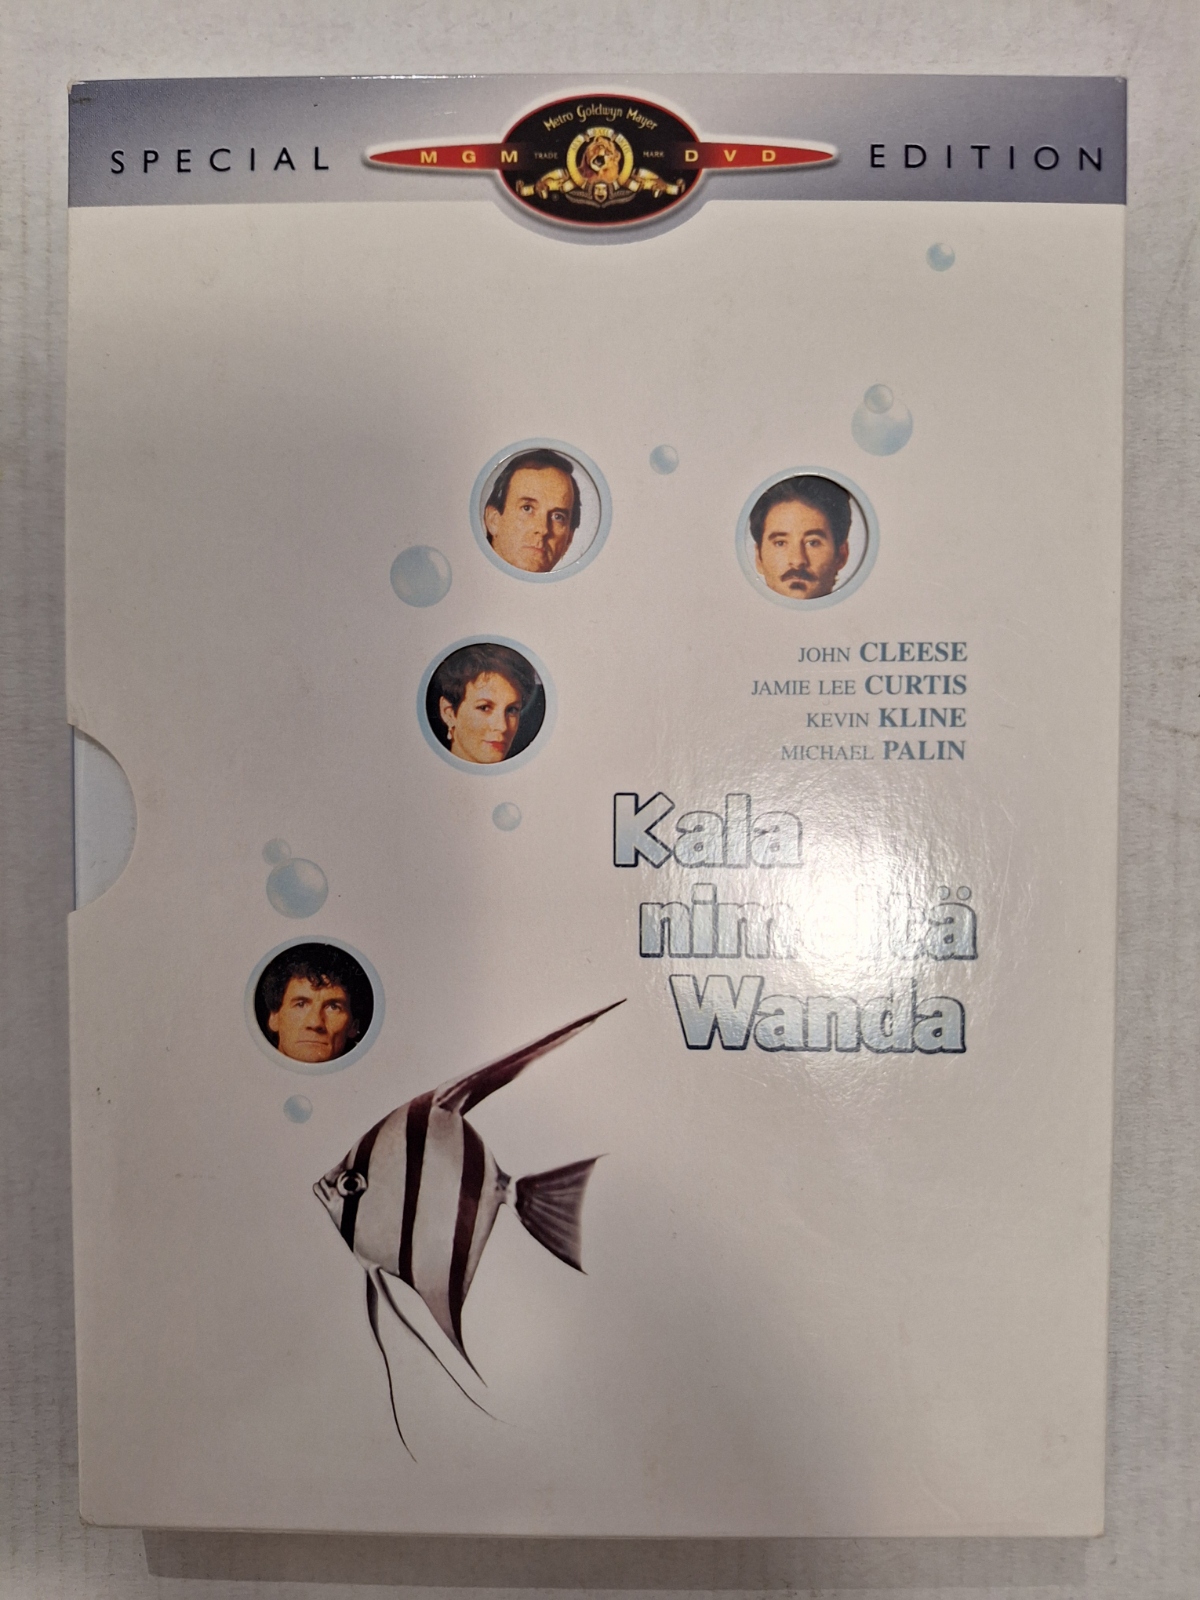 SPECIAL
Metro Goldwyn Mayer
MGM TRADE MARK DVD
EDITION
JOHN CLEESE
JAMIE LEE CURTIS
KEVIN KLINE
MICHAEL PALIN
Kala
nimeltä
Wanda